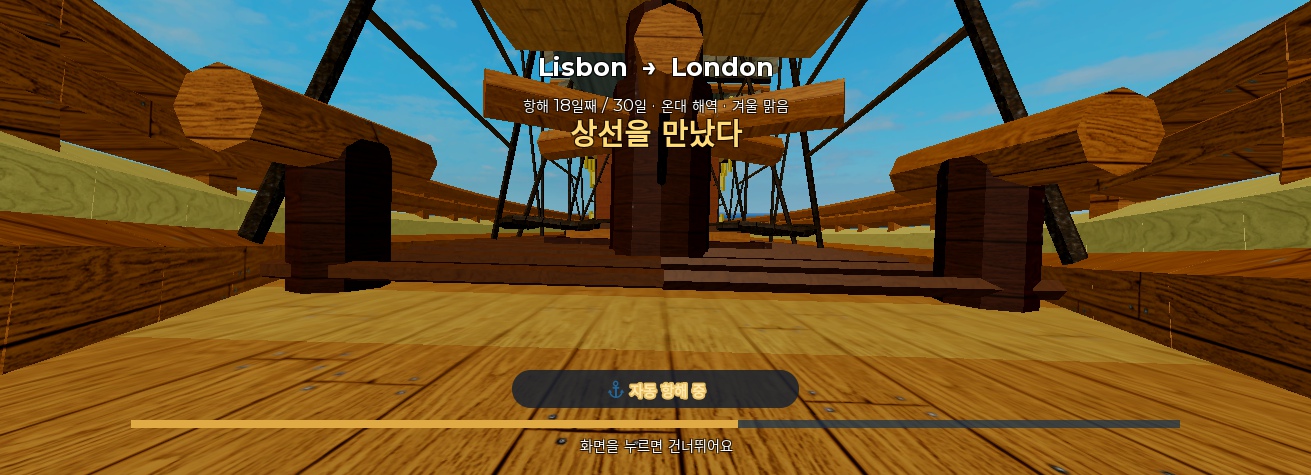 Lisbon → London
항해 18일째 / 30일 · 온대 해역 · 겨울 맑음
상선을 만났다
⚓ 자동 항해 중
화면을 누르면 건너뛰어요